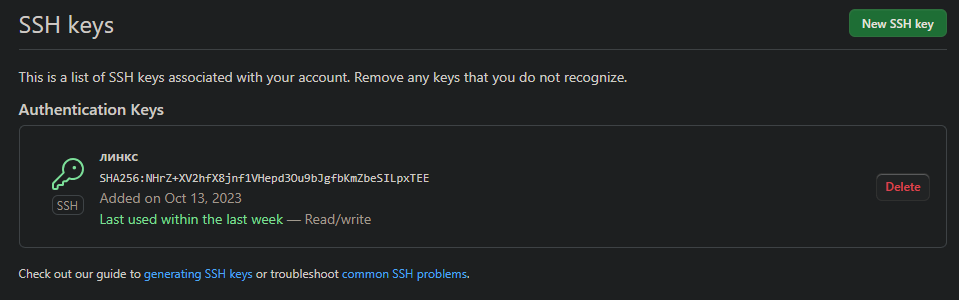 SSH keys
New SSH key
This is a list of SSH keys associated with your account. Remove any keys that you do not recognize.
Authentication Keys
линкс
SHA256:NHrZ+XV2hfX8jnf1VHepd3Ou9bJgfbKmZbeSILpxTEE
Added on Oct 13, 2023
Last used within the last week — Read/write
SSH
Delete
Check out our guide to generating SSH keys or troubleshoot common SSH problems.